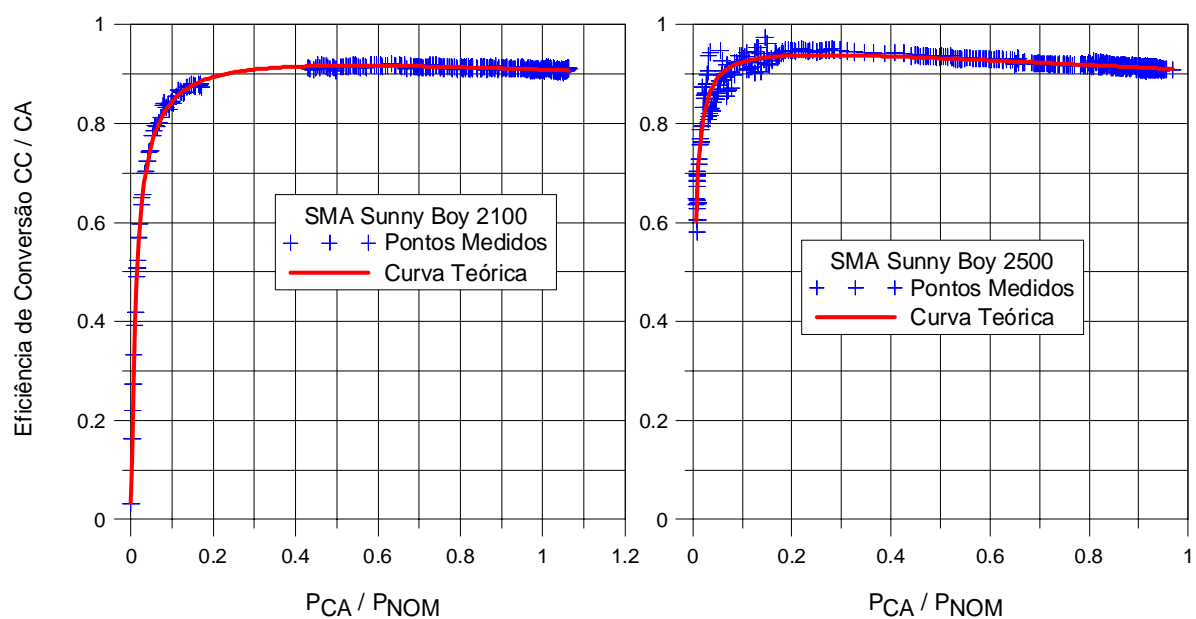 Eficiência de Conversão CC / CA
1
0.8
0.6
0.4
0.2
0
0 0.2 0.4 0.6 0.8 1 1.2
PCA / PNOM
SMA Sunny Boy 2100
Pontos Medidos
Curva Teórica
1
0.8
0.6
0.4
0.2
0
0 0.2 0.4 0.6 0.8 1
PCA / PNOM
SMA Sunny Boy 2500
Pontos Medidos
Curva Teórica